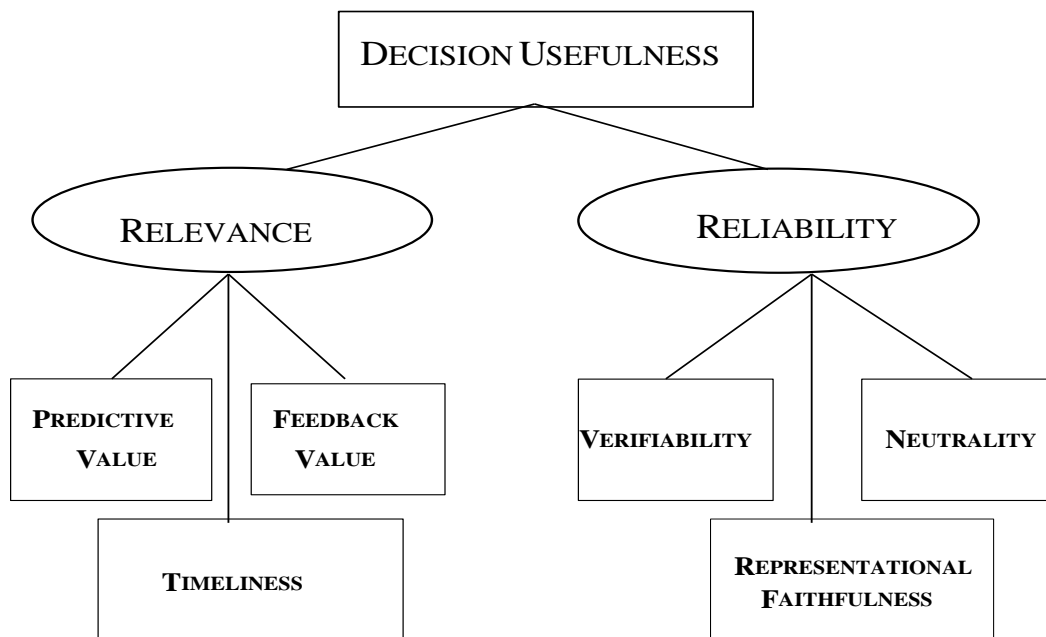 DECISION USEFULNESS
RELEVANCE
RELIABILITY
PREDICTIVE
VALUE
FEEDBACK
VALUE
TIMELINESS
VERIFIABILITY
NEUTRALITY
REPRESENTATIONAL
FAITHFULNESS